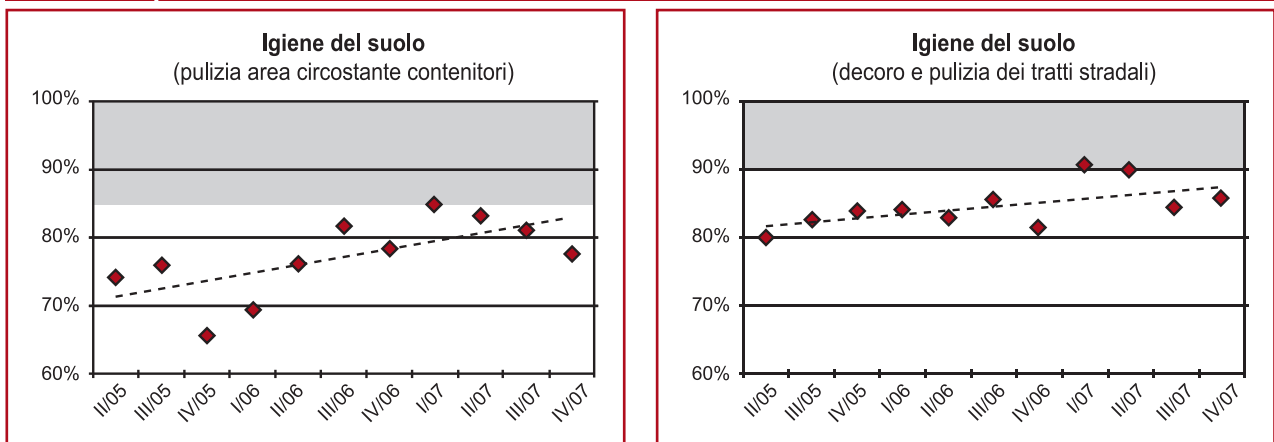 Igiene del suolo
(pulizia area circostante contenitori)
100%
90%
80%
70%
60%
II/05
III/05
IV/05
I/06
II/06
III/06
IV/06
I/07
II/07
III/07
IV/07
Igiene del suolo
(decoro e pulizia dei tratti stradali)
100%
90%
80%
70%
60%
II/05
III/05
IV/05
I/06
II/06
III/06
IV/06
I/07
II/07
III/07
IV/07